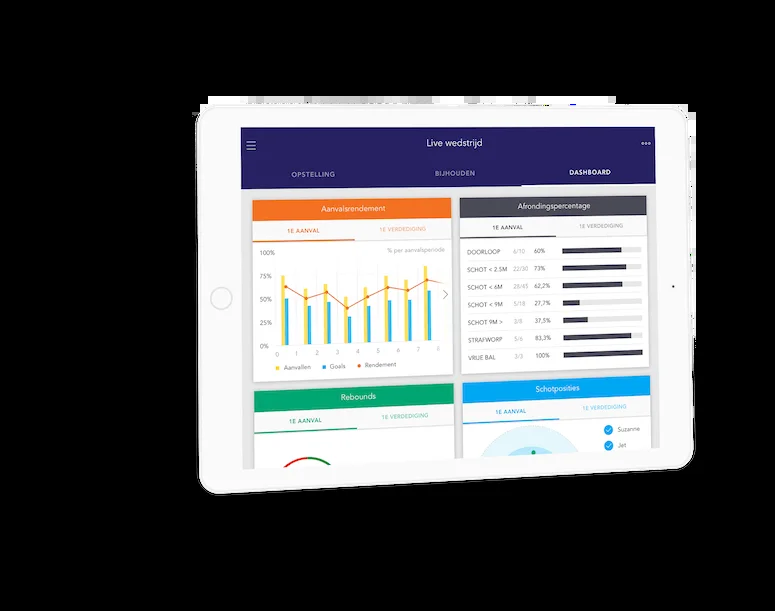 Live wedstrijd
OPSTELLING
BIJHOUDEN
DASHBOARD
Aanvalsrendement
1E AANVAL
1E VERDEDIGING
% per aanvalsperiode
100%
75%
50%
25%
0%
0 1 2 3 4 5 6 7 8
Aanvallen
Goals
Rendement
Afrondingspercentage
1E AANVAL
1E VERDEDIGING
DOORLOOP 6/10 60%
SCHOT < 2.5M 22/30 73%
SCHOT < 6M 28/45 62,2%
SCHOT < 9M 5/18 27,7%
SCHOT 9M > 3/8 37,5%
STRAFWORP 5/6 83,3%
VRIJE BAL 3/3 100%
Rebounds
1E AANVAL
1E VERDEDIGING
Schotposities
1E AANVAL
1E VERDEDIGING
Suzanne
Jet